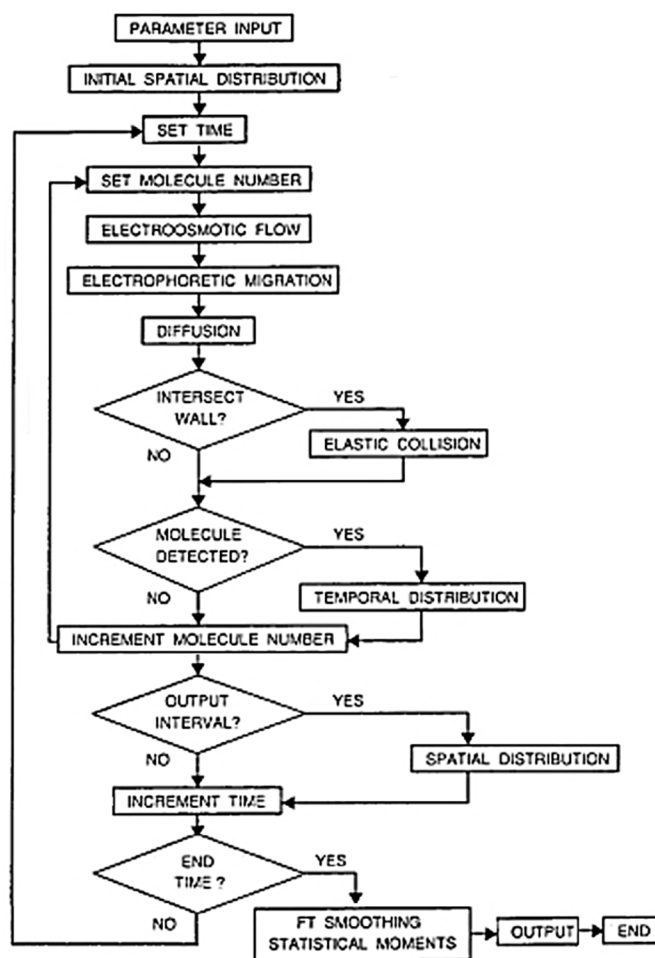 PARAMETER INPUT
INITIAL SPATIAL DISTRIBUTION
SET TIME
SET MOLECULE NUMBER
ELECTROOSMOTIC FLOW
ELECTROPHORETIC MIGRATION
DIFFUSION
INTERSECT
WALL?
YES
ELASTIC COLLISION
NO
MOLECULE
DETECTED?
YES
TEMPORAL DISTRIBUTION
NO
INCREMENT MOLECULE NUMBER
OUTPUT
INTERVAL?
YES
SPATIAL DISTRIBUTION
NO
INCREMENT TIME
END
TIME?
YES
NO
FT SMOOTHING
STATISTICAL MOMENTS
OUTPUT
END